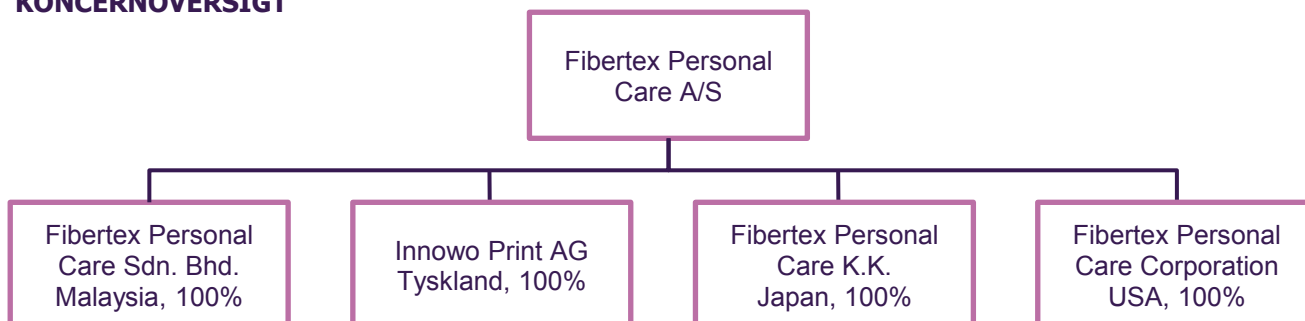 KONCERNOVERSIGT
Fibertex Personal
Care A/S
Fibertex Personal
Care Sdn. Bhd.
Malaysia, 100%
Innowo Print AG
Tyskland, 100%
Fibertex Personal
Care K.K.
Japan, 100%
Fibertex Personal
Care Corporation
USA, 100%